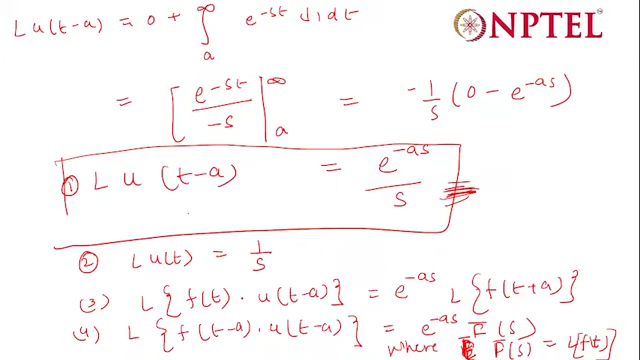 L u(t-a) = 0 + ∫_a^∞ e^{-st} (1) dt
NPTEL
= [ e^{-st} / -s ]_a^∞ = -1/s (0 - e^{-as})
① L u (t-a) = e^{-as} / s
② L u(t) = 1/s
(3) L{f(t) · u(t-a)} = e^{-as} L{f(t+a)}
(4) L{f(t-a) · u(t-a)} = e^{-as} F(s)
where F(s) = L[f(t)]